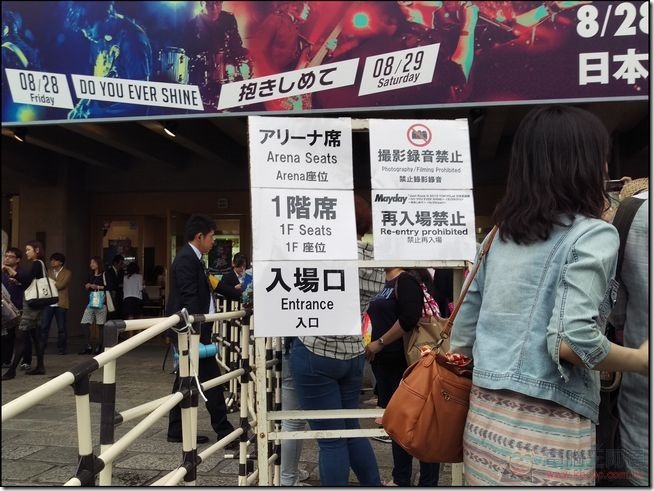 08/28
Friday
DO YOU EVER SHINE
抱きしめて
08/29
Saturday
8/28
日本
アリーナ席
Arena Seats
Arena座位
1階席
1F Seats
1F 座位
入場口
Entrance
入口
撮影録音禁止
Photography/Filming Prohibited
禁止錄影錄音
Mayday
再入場禁止
Re-entry prohibited
禁止再入場